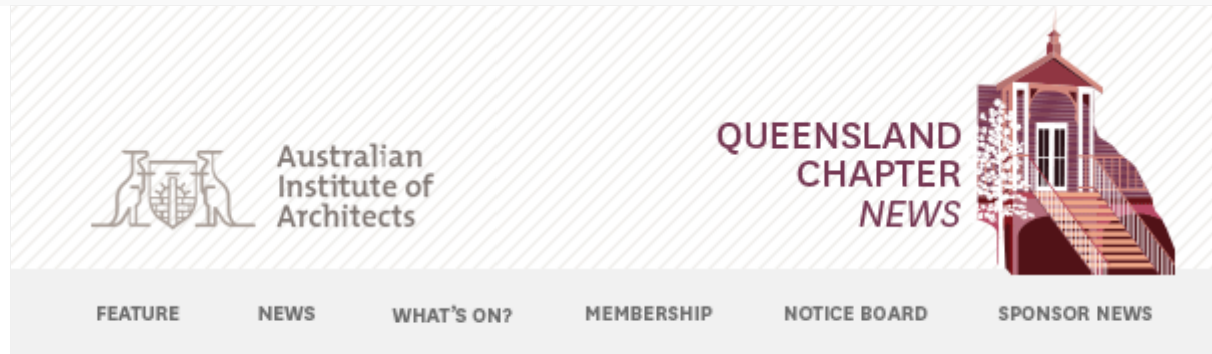 Australian
Institute of
Architects
QUEENSLAND
CHAPTER
NEWS
FEATURE NEWS WHAT'S ON? MEMBERSHIP NOTICE BOARD SPONSOR NEWS